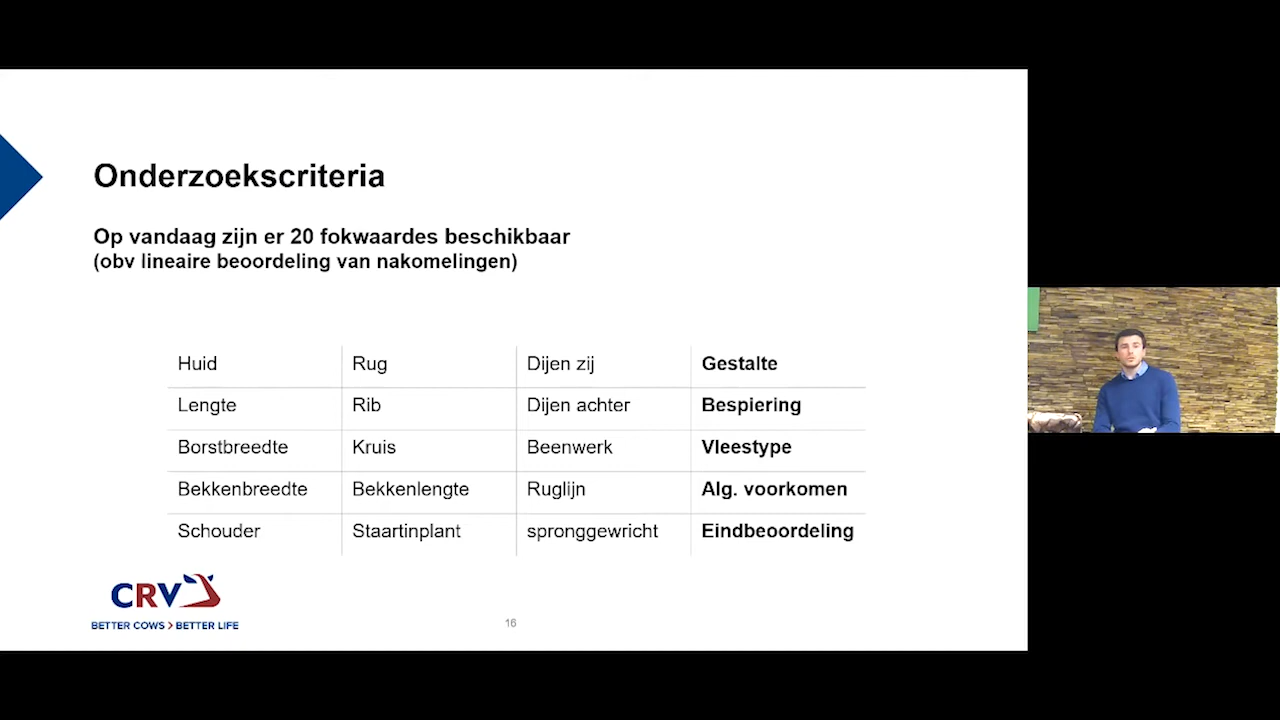 Onderzoekscriteria
Op vandaag zijn er 20 fokwaardes beschikbaar
(obv lineaire beoordeling van nakomelingen)
Huid Rug Dijen zij Gestalte
Lengte Rib Dijen achter Bespiering
Borstbreedte Kruis Beenwerk Vleestype
Bekkenbreedte Bekkenlengte Ruglijn Alg. voorkomen
Schouder Staartinplant spronggewricht Eindbeoordeling
CRV
BETTER COWS > BETTER LIFE
16